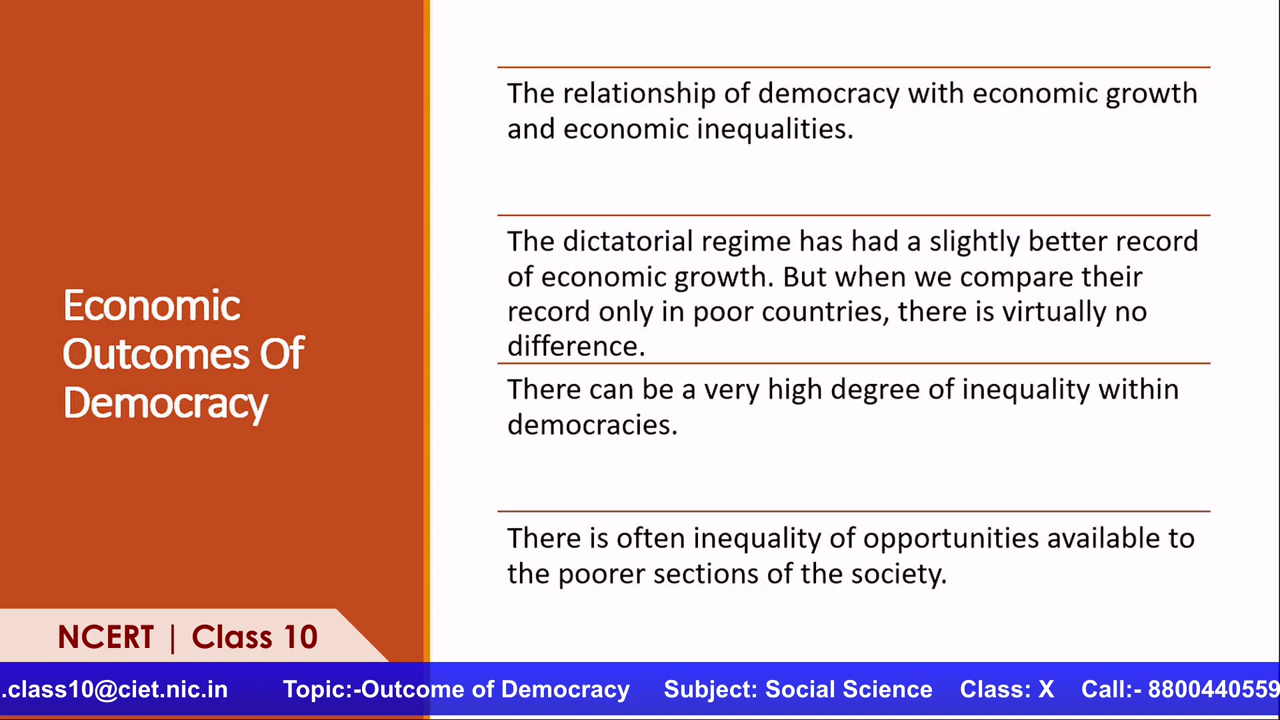 Economic
Outcomes Of
Democracy
The relationship of democracy with economic growth
and economic inequalities.
The dictatorial regime has had a slightly better record
of economic growth. But when we compare their
record only in poor countries, there is virtually no
difference.
There can be a very high degree of inequality within
democracies.
There is often inequality of opportunities available to
the poorer sections of the society.
NCERT | Class 10
.class10@ciet.nic.in Topic:-Outcome of Democracy Subject: Social Science Class: X Call:- 8800440559